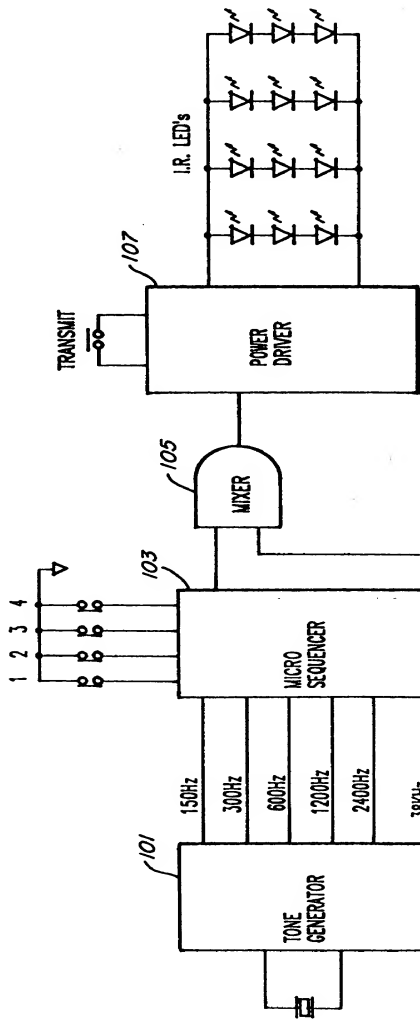 101
TONE
GENERATOR
150Hz
300Hz
600Hz
1200Hz
2400Hz
1 2 3 4
103
MICRO
SEQUENCER
105
MIXER
TRANSMIT
107
POWER
DRIVER
I.R. LED's